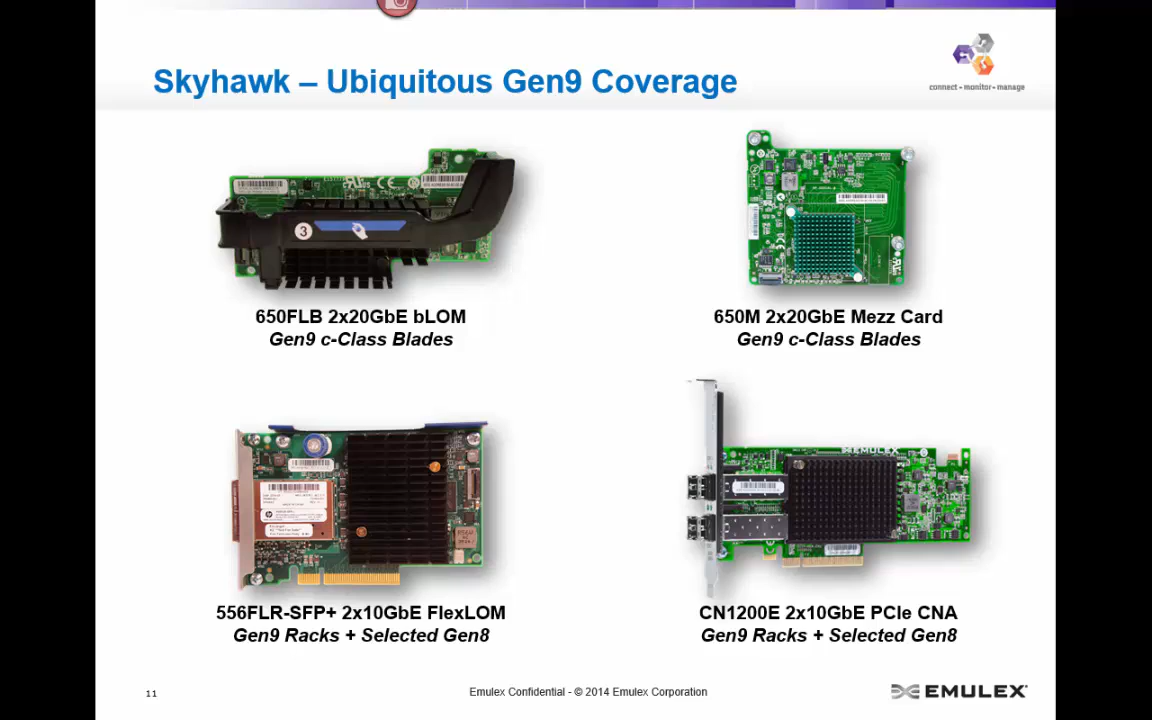 Skyhawk – Ubiquitous Gen9 Coverage
connect • monitor • manage
3
650FLB 2x20GbE bLOM
Gen9 c-Class Blades
650M 2x20GbE Mezz Card
Gen9 c-Class Blades
EMULEX
556FLR-SFP+ 2x10GbE FlexLOM
Gen9 Racks + Selected Gen8
CN1200E 2x10GbE PCIe CNA
Gen9 Racks + Selected Gen8
11
Emulex Confidential - © 2014 Emulex Corporation
EMULEX